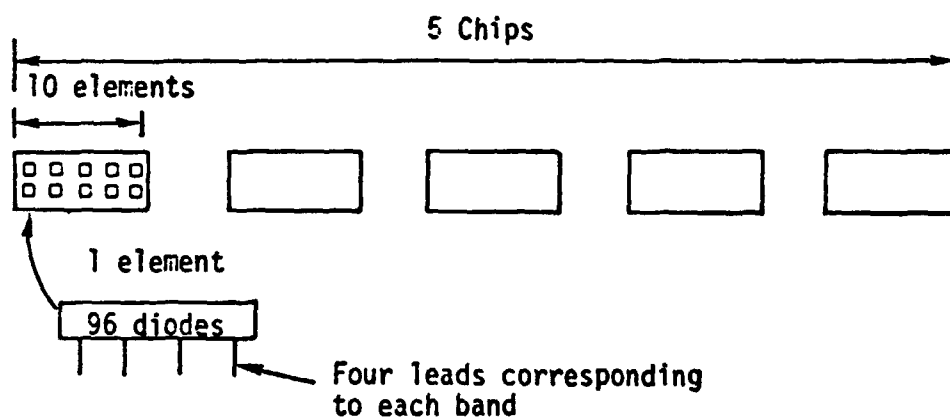 5 Chips
10 elements
1 element
96 diodes
Four leads corresponding
to each band